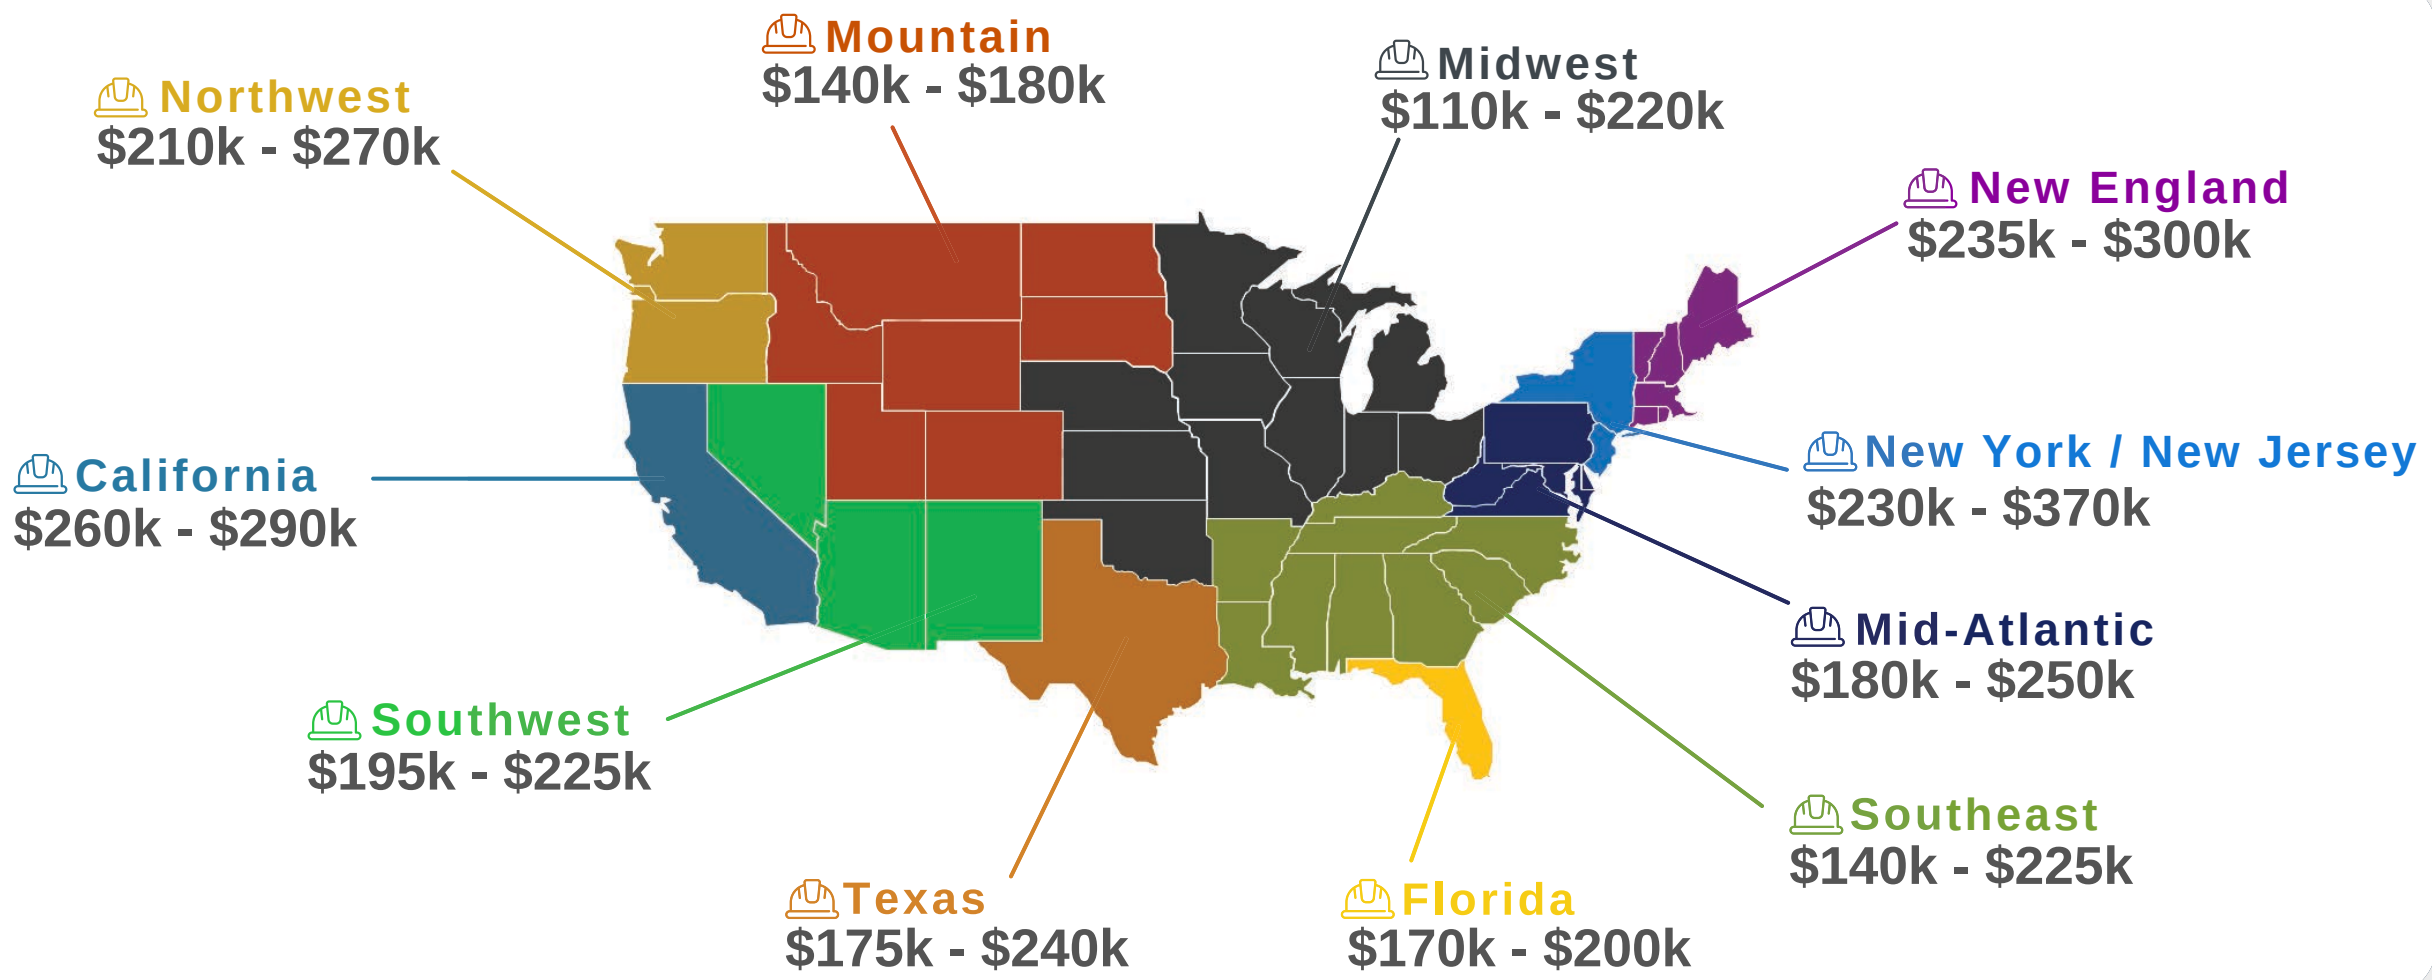 Mountain
$140k - $180k
Midwest
$110k - $220k
Northwest
$210k - $270k
New England
$235k - $300k
California
$260k - $290k
New York / New Jersey
$230k - $370k
Mid-Atlantic
$180k - $250k
Southwest
$195k - $225k
Southeast
$140k - $225k
Texas
$175k - $240k
Florida
$170k - $200k